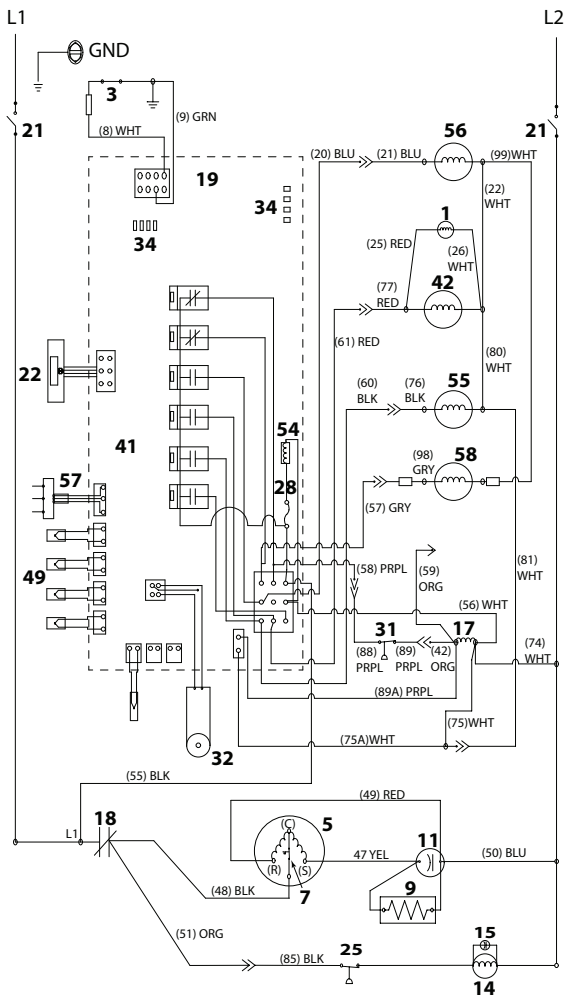 L1
L2
GND
3
21
21
(8) WHT
(9) GRN
19
34
34
(20) BLU
(21) BLU
56
(99)WHT
(22)
WHT
1
(25) RED
(26)
WHT
(77)
RED
42
(61) RED
(80)
WHT
22
(60)
BLK
(76)
BLK
55
41
54
(98)
GRY
58
57
28
(57) GRY
49
(58) PRPL
(59)
ORG
(81)
WHT
(56) WHT
31
17
(88)
PRPL
(89)
PRPL
(42)
ORG
(74)
WHT
(89A) PRPL
(75)WHT
32
(75A)WHT
(55) BLK
(49) RED
L1
18
(C)
5
11
(R)
(S)
47 YEL
(50) BLU
(48) BLK
7
9
(51) ORG
25
15
(85) BLK
14